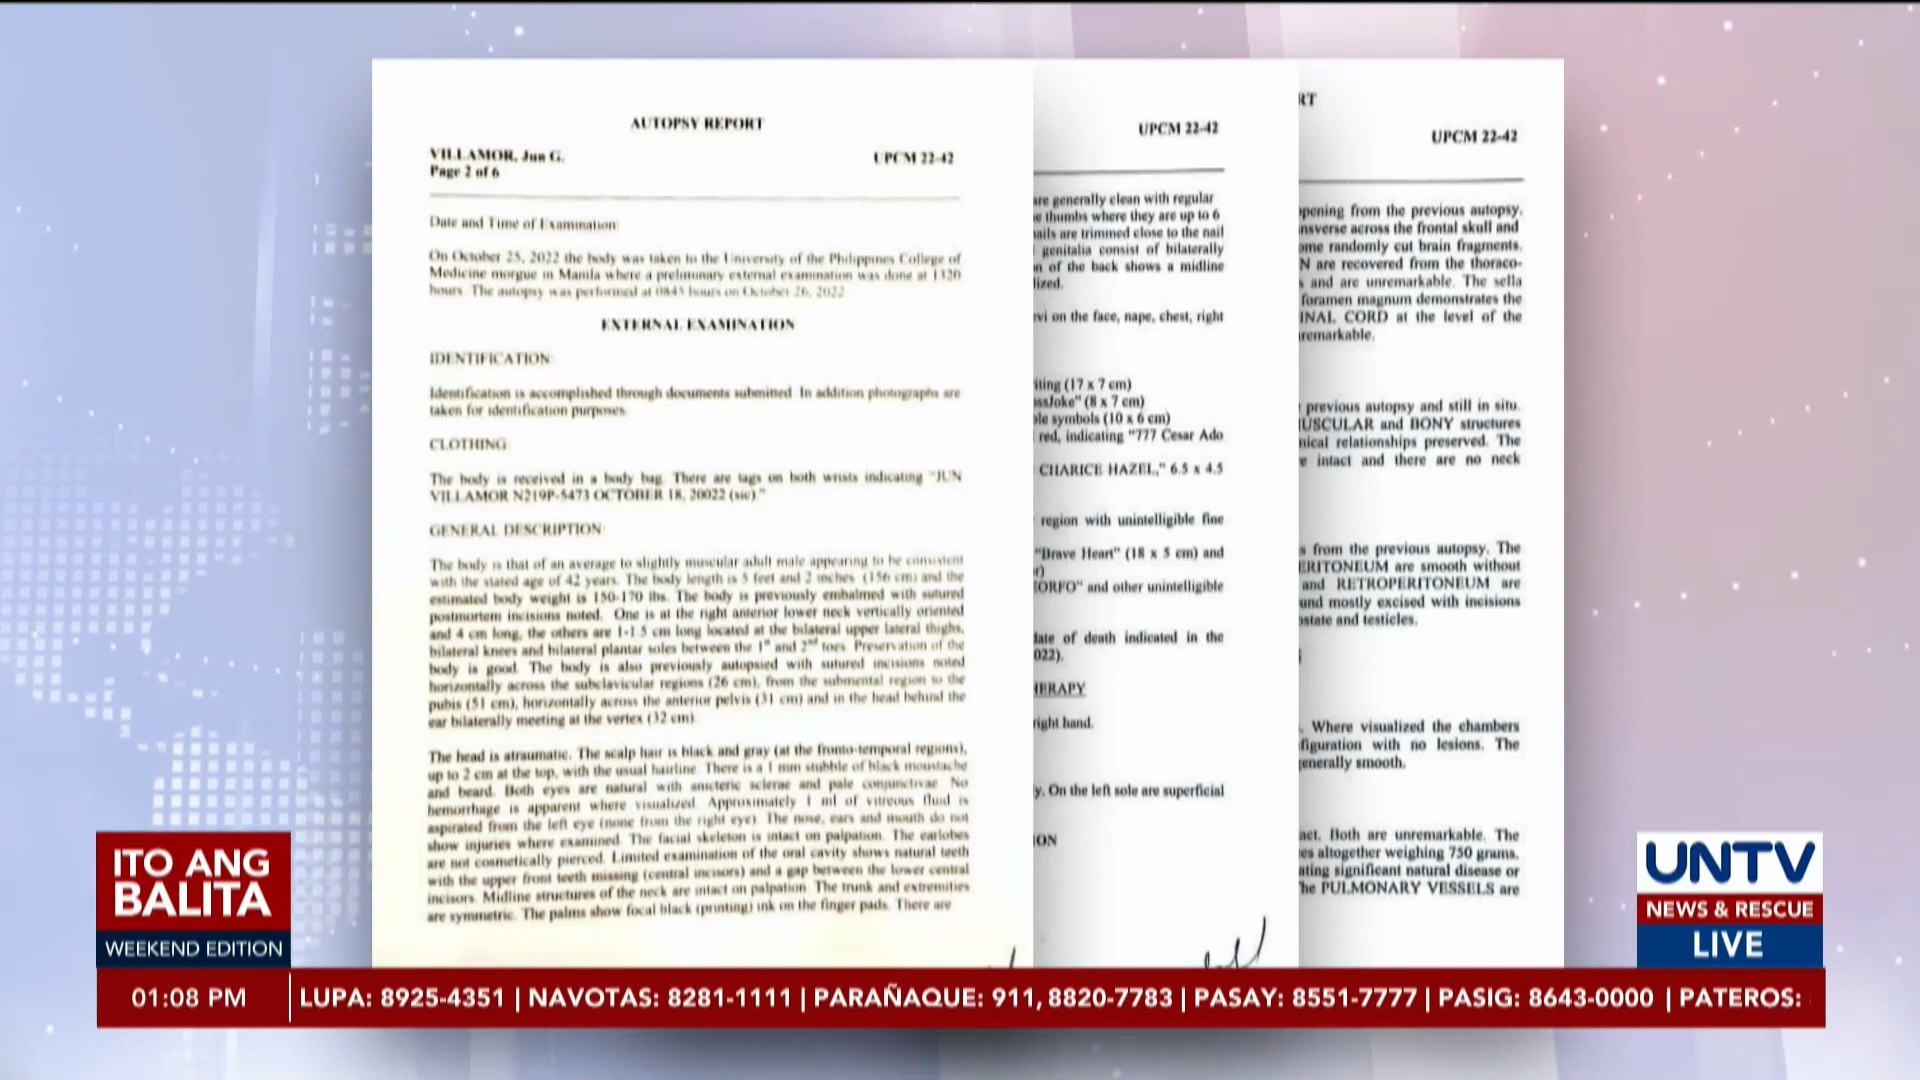 AUTOPSY REPORT
VILLAMOR, Jun G.
UPCM 22-42
Page 2 of 6
Date and Time of Examination:
On October 25, 2022 the body was taken to the University of the Philippines College of
Medicine morgue in Manila where a preliminary external examination was done at 1320
hours. The autopsy was performed at 0845 hours on October 26, 2022
EXTERNAL EXAMINATION
IDENTIFICATION:
Identification is accomplished through documents submitted. In addition photographs are
taken for identification purposes.
CLOTHING:
The body is received in a body bag. There are tags on both wrists indicating "JUN
VILLAMOR N219P-5473 OCTOBER 18, 20022 (sic)."
GENERAL DESCRIPTION:
The body is that of an average to slightly muscular adult male appearing to be consistent
with the stated age of 42 years. The body length is 5 feet and 2 inches (156 cm) and the
estimated body weight is 150-170 lbs. The body is previously embalmed with sutured
postmortem incisions noted. One is at the right anterior lower neck vertically oriented
and 4 cm long, the others are 1-1.5 cm long located at the bilateral upper lateral thighs,
bilateral knees and bilateral plantar soles between the 1st and 2nd toes. Preservation of the
body is good. The body is also previously autopsied with sutured incisions noted
horizontally across the subclavicular regions (26 cm), from the submental region to the
pubis (51 cm), horizontally across the anterior pelvis (31 cm) and in the head behind the
ear bilaterally meeting at the vertex (32 cm).
The head is atraumatic. The scalp hair is black and gray (at the fronto-temporal regions),
up to 2 cm at the top, with the usual hairline. There is a 1 mm stubble of black moustache
and beard. Both eyes are natural with anicteric sclerae and pale conjunctivae. No
hemorrhage is apparent where visualized. Approximately 1 ml of vitreous fluid is
aspirated from the left eye (none from the right eye). The nose, ears and mouth do not
show injuries where examined. The facial skeleton is intact on palpation. The earlobes
are not cosmetically pierced. Limited examination of the oral cavity shows natural teeth
with the upper front teeth missing (central incisors) and a gap between the lower central
incisors. Midline structures of the neck are intact on palpation. The trunk and extremities
are symmetric. The palms show focal black (printing) ink on the finger pads. There are
UPCM 22-42
are generally clean with regular
e thumbs where they are up to 6
ails are trimmed close to the nail
genitalia consist of bilaterally
n of the back shows a midline
lized.
vi on the face, nape, chest, right
iting (17 x 7 cm)
ssJoke" (8 x 7 cm)
le symbols (10 x 6 cm)
red, indicating "777 Cesar Ado
CHARICE HAZEL," 6.5 x 4.5
region with unintelligible fine
"Brave Heart" (18 x 5 cm) and
r)
ORFO" and other unintelligible
date of death indicated in the
022).
HERAPY
right hand.
y. On the left sole are superficial
ION
RT
UPCM 22-42
pening from the previous autopsy.
nsverse across the frontal skull and
ome randomly cut brain fragments.
N are recovered from the thoraco-
s and are unremarkable. The sella
foramen magnum demonstrates the
INAL CORD at the level of the
remarkable.
previous autopsy and still in situ.
USCULAR and BONY structures
nical relationships preserved. The
e intact and there are no neck
s from the previous autopsy. The
ERITONEUM are smooth without
and RETROPERITONEUM are
und mostly excised with incisions
ostate and testicles.
. Where visualized the chambers
figuration with no lesions. The
generally smooth.
act. Both are unremarkable. The
es altogether weighing 750 grams,
ating significant natural disease or
he PULMONARY VESSELS are
ITO ANG
BALITA
WEEKEND EDITION
UNTV
NEWS & RESCUE
LIVE
01:08 PM
LUPA: 8925-4351 | NAVOTAS: 8281-1111 | PARAÑAQUE: 911, 8820-7783 | PASAY: 8551-7777 | PASIG: 8643-0000 | PATEROS: